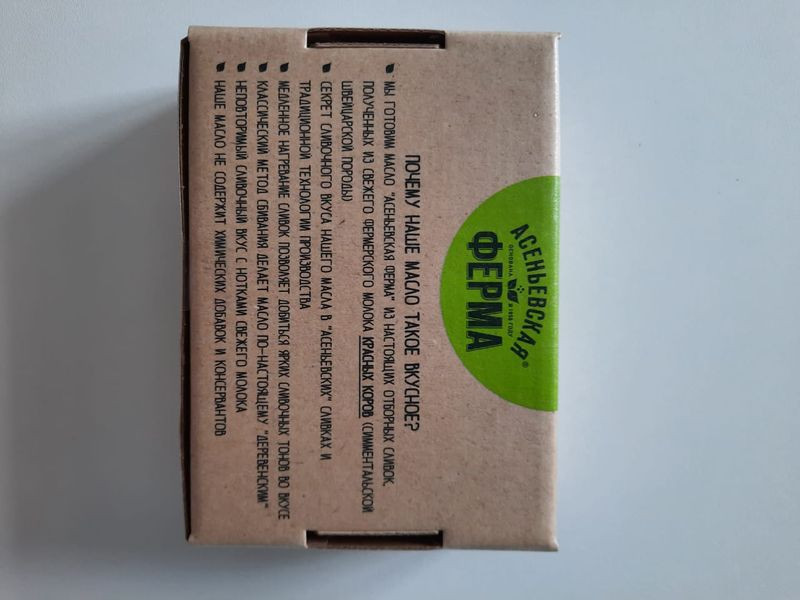 АСЕНЬЕВСКАЯ®
ОСНОВАНА В 1958 ГОДУ
ФЕРМА
ПОЧЕМУ НАШЕ МАСЛО ТАКОЕ ВКУСНОЕ?
МЫ ГОТОВИМ МАСЛО "АСЕНЬЕВСКАЯ ФЕРМА" ИЗ НАСТОЯЩИХ ОТБОРНЫХ СЛИВОК,
ПОЛУЧЕННЫХ ИЗ СВЕЖЕГО ФЕРМЕРСКОГО МОЛОКА КРАСНЫХ КОРОВ (СИММЕНТАЛЬСКОЙ
ШВЕЙЦАРСКОЙ ПОРОДЫ)
СЕКРЕТ СЛИВОЧНОГО ВКУСА НАШЕГО МАСЛА В "АСЕНЬЕВСКИХ" СЛИВКАХ И
ТРАДИЦИОННОЙ ТЕХНОЛОГИИ ПРОИЗВОДСТВА
МЕДЛЕННОЕ НАГРЕВАНИЕ СЛИВОК ПОЗВОЛЯЕТ ДОБИТЬСЯ ЯРКИХ СЛИВОЧНЫХ ТОНОВ ВО ВКУСЕ
КЛАССИЧЕСКИЙ МЕТОД СБИВАНИЯ ДЕЛАЕТ МАСЛО ПО-НАСТОЯЩЕМУ "ДЕРЕВЕНСКИМ"
НЕПОВТОРИМЫЙ СЛИВОЧНЫЙ ВКУС С НОТКАМИ СВЕЖЕГО МОЛОКА
НАШЕ МАСЛО НЕ СОДЕРЖИТ ХИМИЧЕСКИХ ДОБАВОК И КОНСЕРВАНТОВ